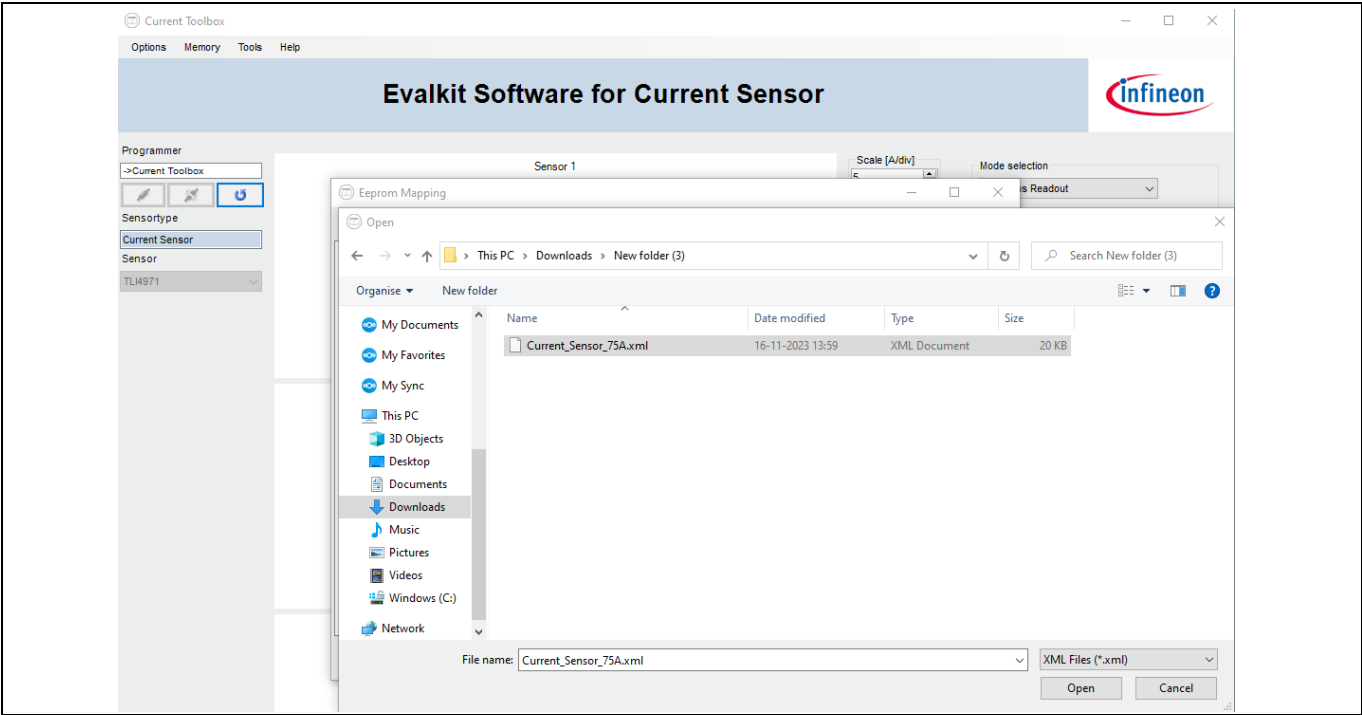 Current Toolbox
Options Memory Tools Help
Evalkit Software for Current Sensor
infineon
Programmer
->Current Toolbox
Sensortype
Current Sensor
Sensor
TLI4971
Sensor 1
Scale [A/div]
5
Mode selection
s Readout
Eeprom Mapping
Open
This PC > Downloads > New folder (3)
Search New folder (3)
Organise New folder
Name Date modified Type Size
Current_Sensor_75A.xml 16-11-2023 13:59 XML Document 20 KB
My Documents
My Favorites
My Sync
This PC
3D Objects
Desktop
Documents
Downloads
Music
Pictures
Videos
Windows (C:)
Network
File name: Current_Sensor_75A.xml XML Files (*.xml)
Open Cancel